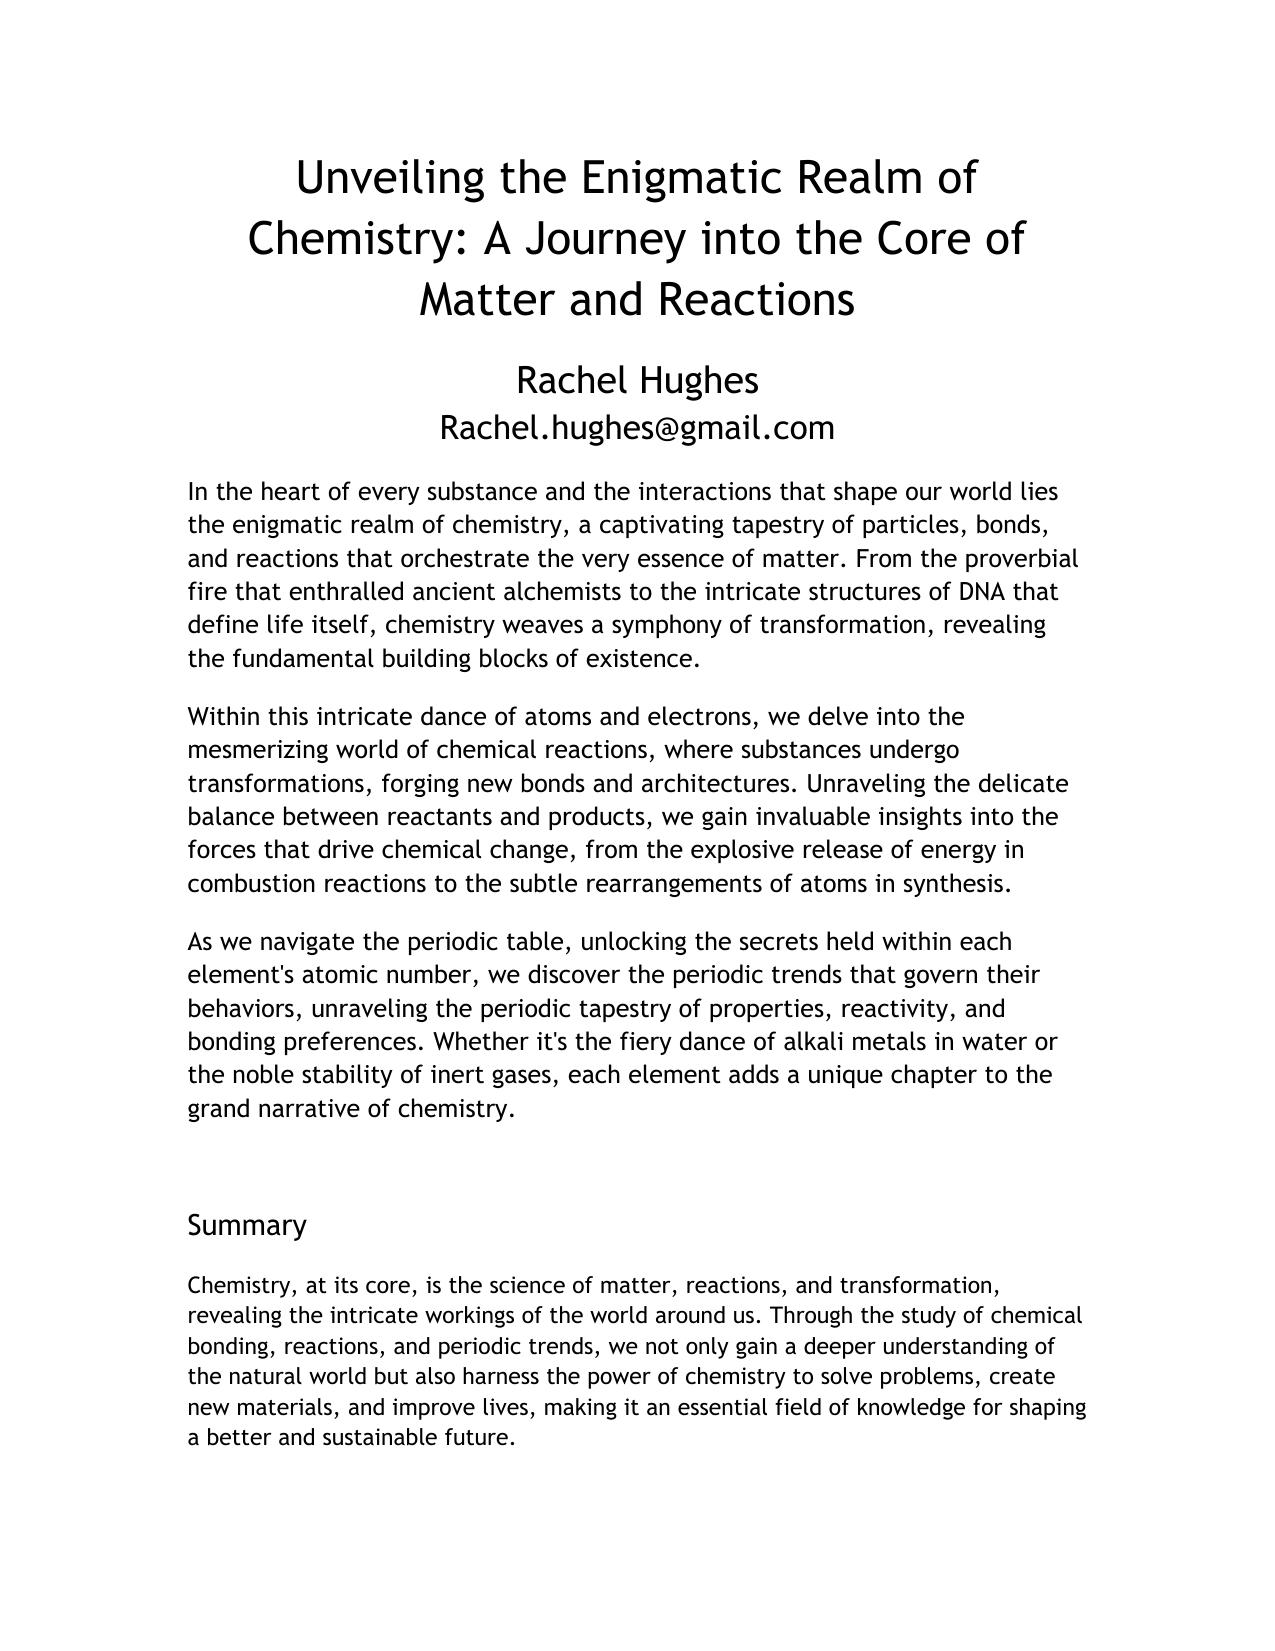 Unveiling the Enigmatic Realm of
Chemistry: A Journey into the Core of
Matter and Reactions
Rachel Hughes
Rachel.hughes@gmail.com
In the heart of every substance and the interactions that shape our world lies
the enigmatic realm of chemistry, a captivating tapestry of particles, bonds,
and reactions that orchestrate the very essence of matter. From the proverbial
fire that enthralled ancient alchemists to the intricate structures of DNA that
define life itself, chemistry weaves a symphony of transformation, revealing
the fundamental building blocks of existence.
Within this intricate dance of atoms and electrons, we delve into the
mesmerizing world of chemical reactions, where substances undergo
transformations, forging new bonds and architectures. Unraveling the delicate
balance between reactants and products, we gain invaluable insights into the
forces that drive chemical change, from the explosive release of energy in
combustion reactions to the subtle rearrangements of atoms in synthesis.
As we navigate the periodic table, unlocking the secrets held within each
element's atomic number, we discover the periodic trends that govern their
behaviors, unraveling the periodic tapestry of properties, reactivity, and
bonding preferences. Whether it's the fiery dance of alkali metals in water or
the noble stability of inert gases, each element adds a unique chapter to the
grand narrative of chemistry.
Summary
Chemistry, at its core, is the science of matter, reactions, and transformation,
revealing the intricate workings of the world around us. Through the study of chemical
bonding, reactions, and periodic trends, we not only gain a deeper understanding of
the natural world but also harness the power of chemistry to solve problems, create
new materials, and improve lives, making it an essential field of knowledge for shaping
a better and sustainable future.